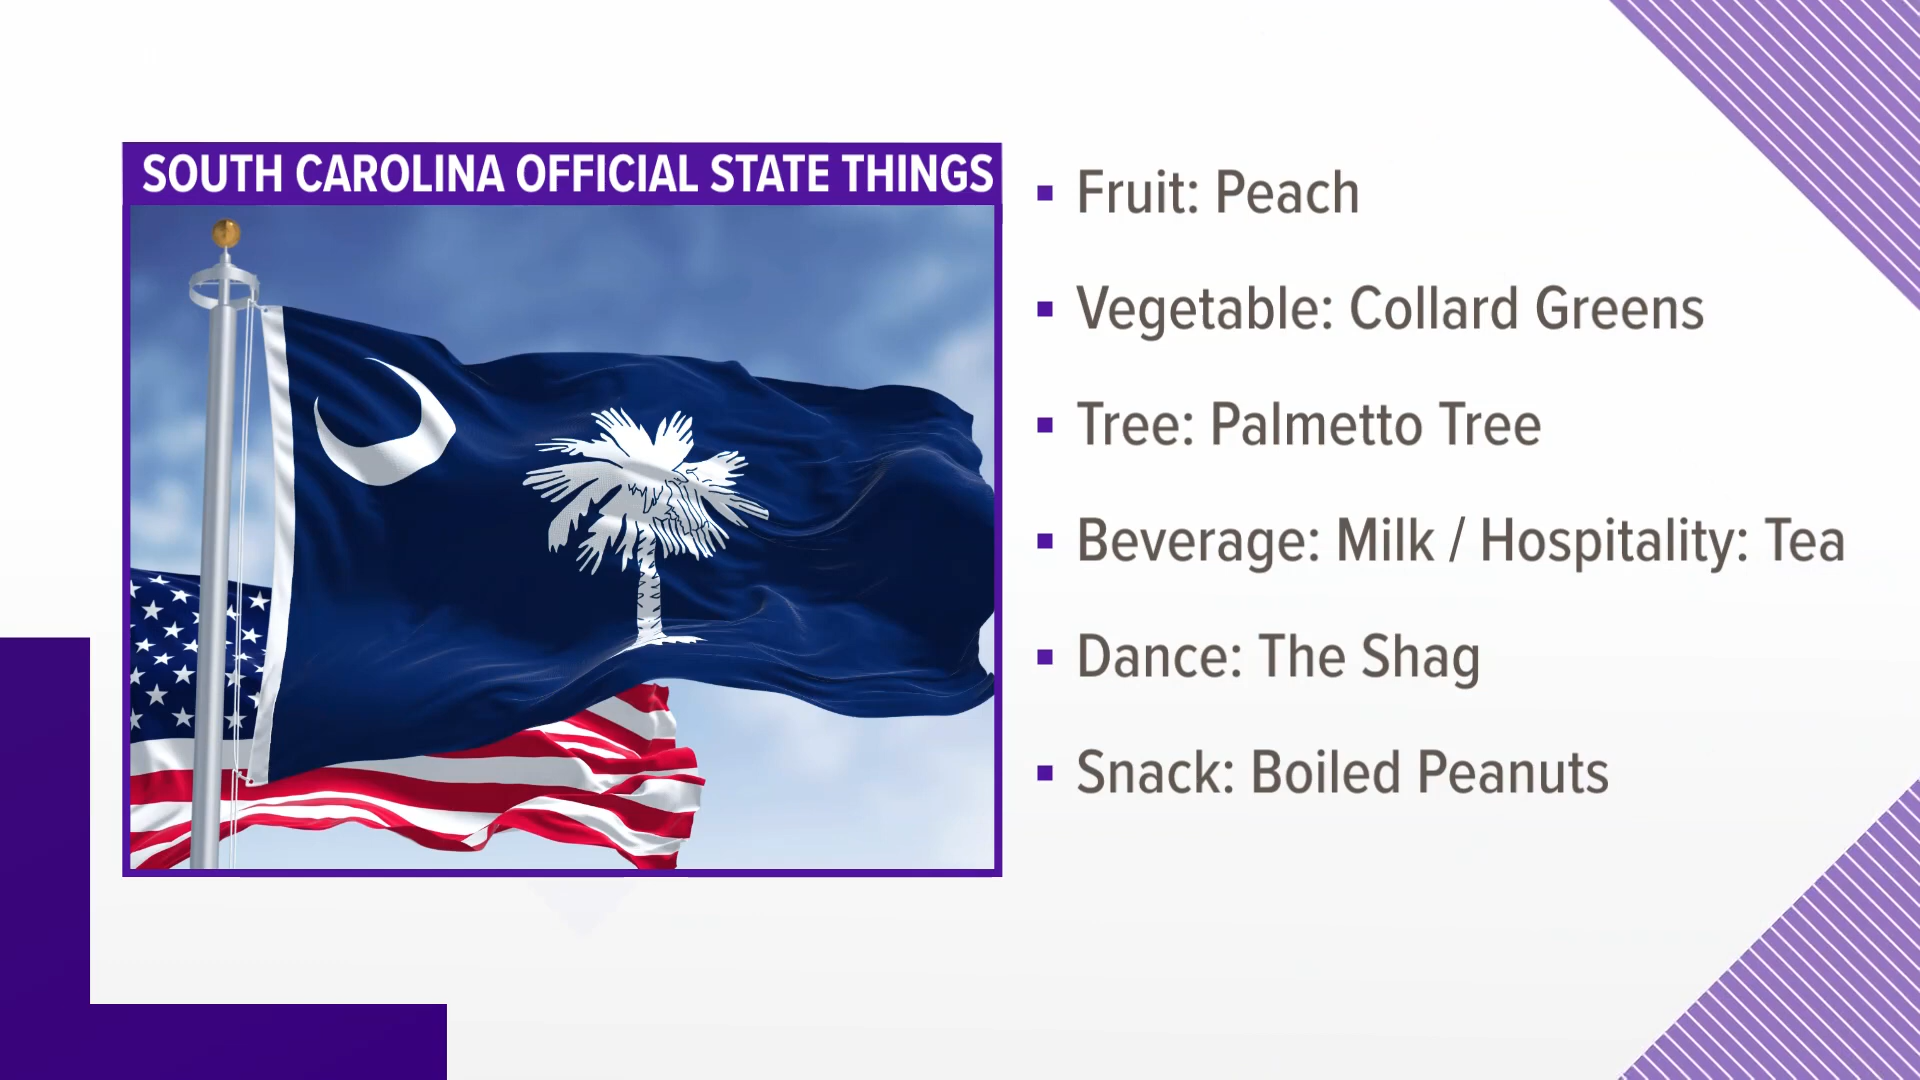 SOUTH CAROLINA OFFICIAL STATE THINGS
Fruit: Peach
Vegetable: Collard Greens
Tree: Palmetto Tree
Beverage: Milk / Hospitality: Tea
Dance: The Shag
Snack: Boiled Peanuts